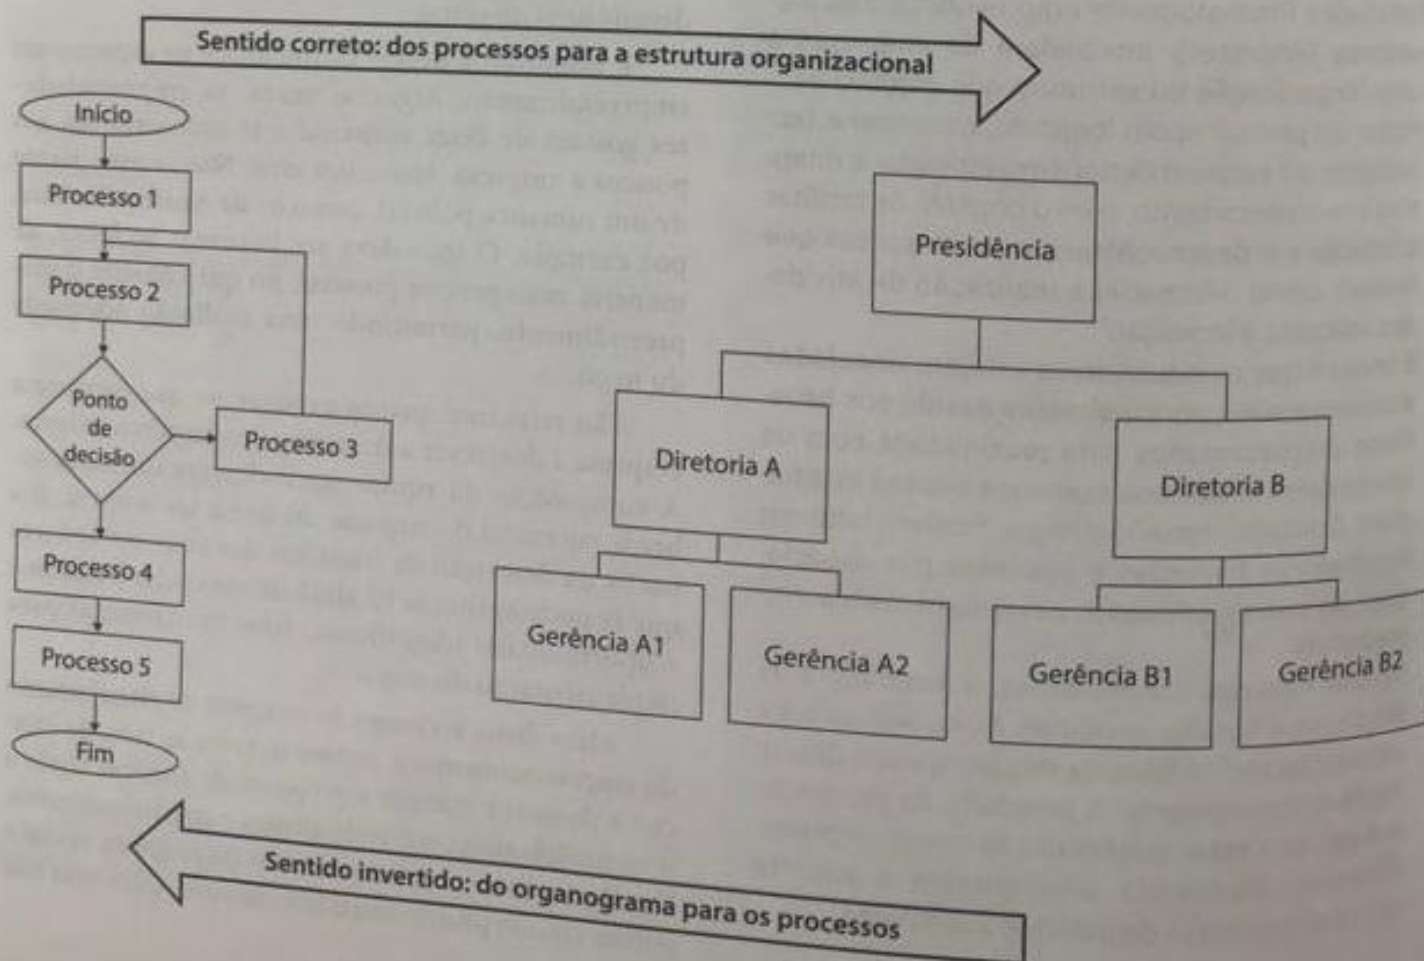 Sentido correto: dos processos para a estrutura organizacional
Início
Processo 1
Processo 2
Ponto
de
decisão
Processo 3
Processo 4
Processo 5
Fim
Presidência
Diretoria A
Diretoria B
Gerência A1
Gerência A2
Gerência B1
Gerência B2
Sentido invertido: do organograma para os processos